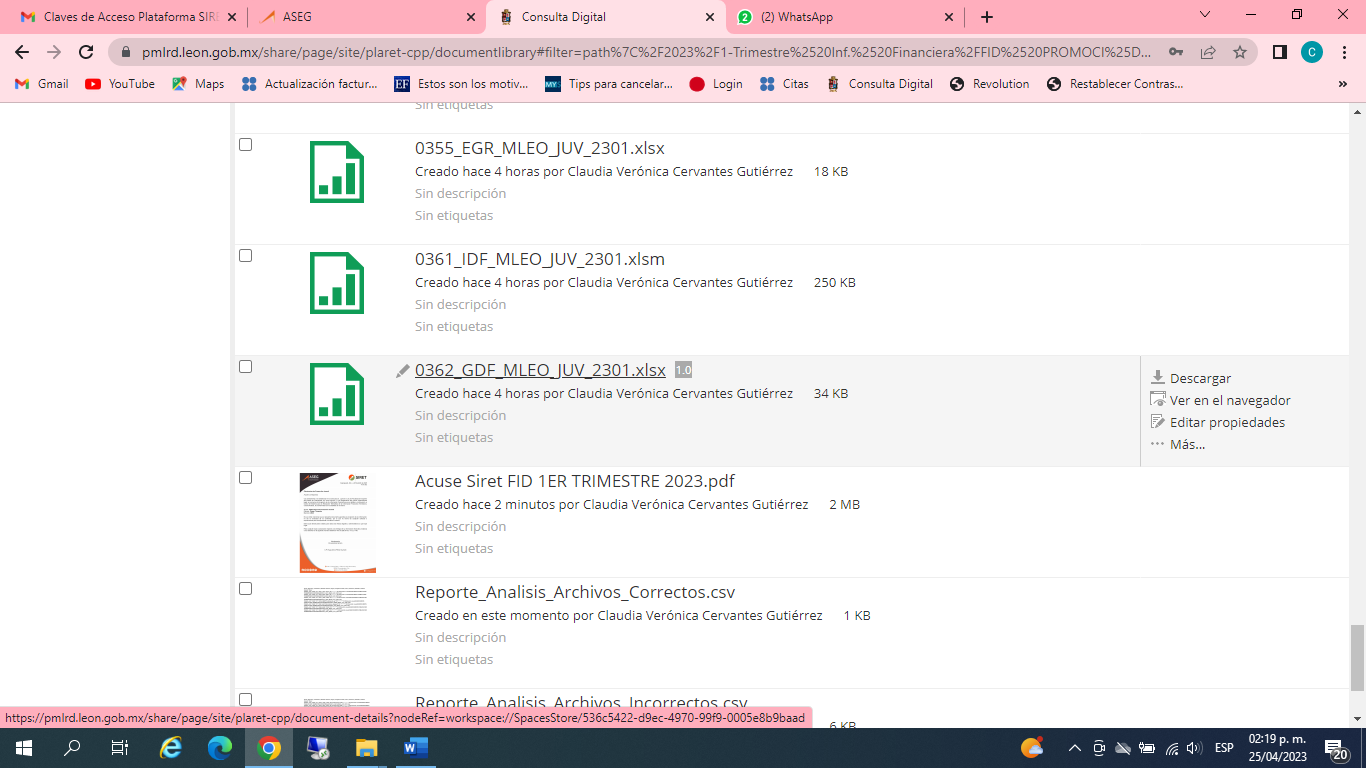 Claves de Acceso Plataforma SIRE
ASEG
Consulta Digital
(2) WhatsApp
pmlrd.leon.gob.mx/share/page/site/plaret-cpp/documentlibrary#filter=path%7C%2F2023%2F1-Trimestre%2520Inf.%2520Financiera%2FFID%2520PROMOCI%25D...
Gmail
YouTube
Maps
Actualización factur...
Estos son los motiv...
Tips para cancelar...
Login
Citas
Consulta Digital
Revolution
Restablecer Contras...
»
Sin etiquetas
0355_EGR_MLEO_JUV_2301.xlsx
Creado hace 4 horas por Claudia Verónica Cervantes Gutiérrez 18 KB
Sin descripción
Sin etiquetas
0361_IDF_MLEO_JUV_2301.xlsm
Creado hace 4 horas por Claudia Verónica Cervantes Gutiérrez 250 KB
Sin descripción
Sin etiquetas
0362_GDF_MLEO_JUV_2301.xlsx 1.0
Creado hace 4 horas por Claudia Verónica Cervantes Gutiérrez 34 KB
Sin descripción
Sin etiquetas
Descargar
Ver en el navegador
Editar propiedades
Más...
ASEG
SIRET
Acuse Siret FID 1ER TRIMESTRE 2023.pdf
Creado hace 2 minutos por Claudia Verónica Cervantes Gutiérrez 2 MB
Sin descripción
Sin etiquetas
Reporte_Analisis_Archivos_Correctos.csv
Creado en este momento por Claudia Verónica Cervantes Gutiérrez 1 KB
Sin descripción
Sin etiquetas
Reporte_Analisis_Archivos_Incorrectos.csv
6 KB
https://pmlrd.leon.gob.mx/share/page/site/plaret-cpp/document-details?nodeRef=workspace://SpacesStore/536c5422-d9ec-4970-99f9-0005e8b9baad
ESP
02:19 p. m.
25/04/2023
20